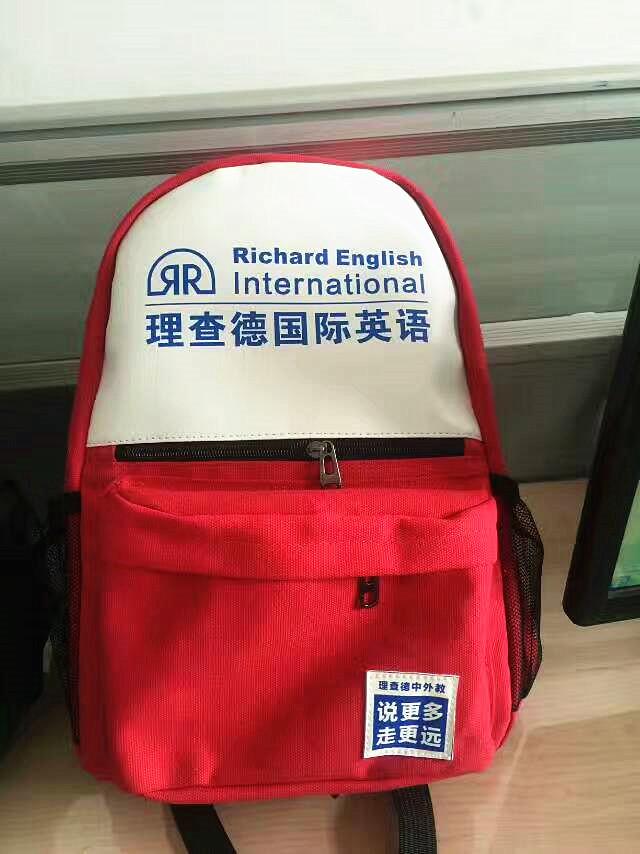 ЯR
Richard English
International
理查德国际英语
理查德中外教
说更多
走更远